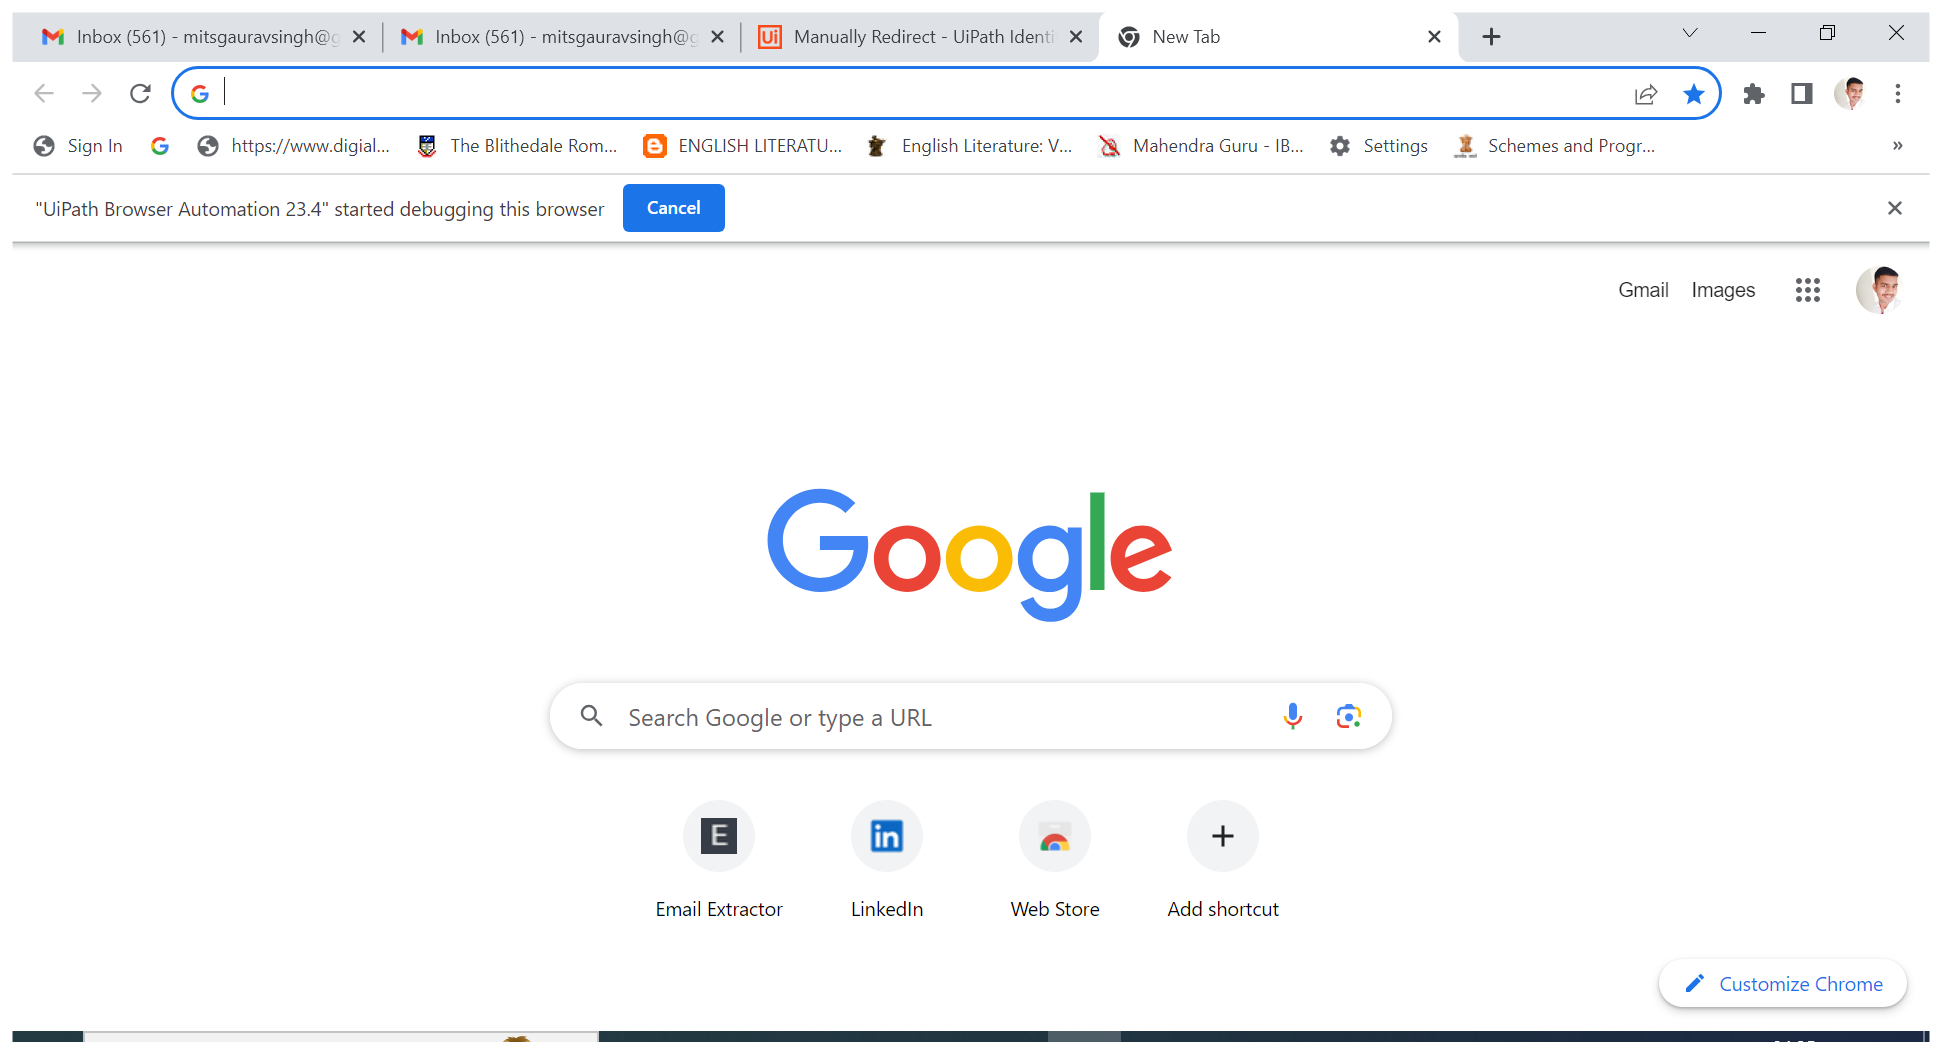 Inbox (561) - mitsgauravsingh@g
Inbox (561) - mitsgauravsingh@g
Manually Redirect - UiPath Identi
New Tab
Sign In
https://www.digial...
The Blithedale Rom...
ENGLISH LITERATU...
English Literature: V...
Mahendra Guru - IB...
Settings
Schemes and Progr...
"UiPath Browser Automation 23.4" started debugging this browser
Cancel
Gmail
Images
Google
Search Google or type a URL
Email Extractor
LinkedIn
Web Store
Add shortcut
Customize Chrome